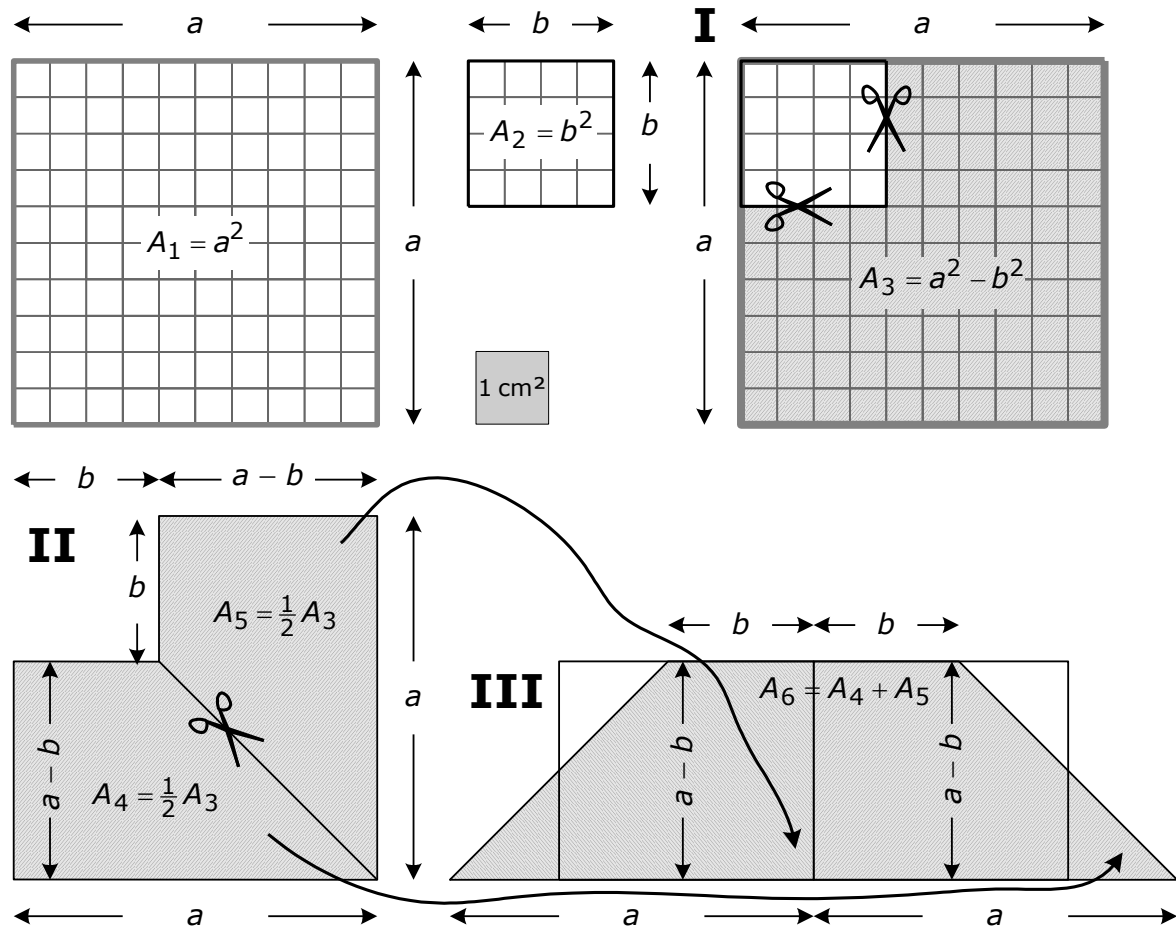 a
b
I
a
a
A₁ = a²
A₂ = b²
b
a
A₃ = a² − b²
1 cm²
b
a − b
II
b
A₅ = ½ A₃
a
a − b
A₄ = ½ A₃
a
III
b
b
A₆ = A₄ + A₅
a − b
a − b
a
a